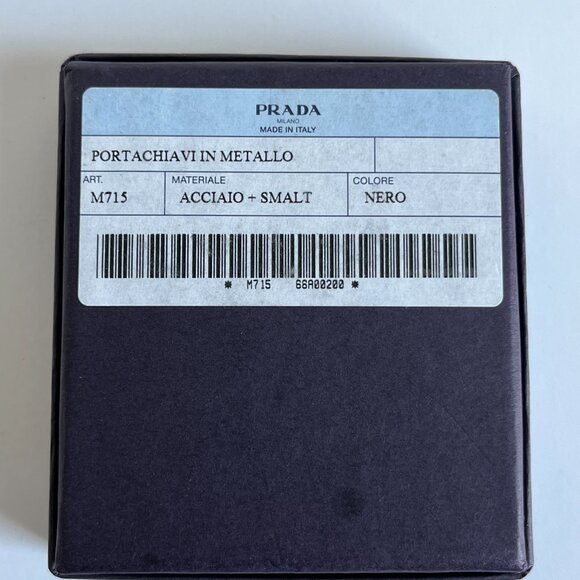 PRADA
MILANO
MADE IN ITALY
PORTACHIAVI IN METALLO
ART. MATERIALE COLORE
M715 ACCIAIO + SMALT NERO
* M715 66A00200 *